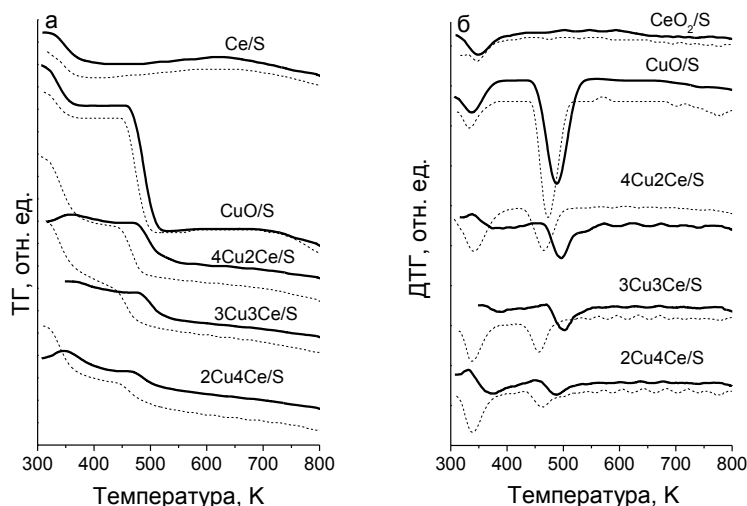 а
Ce/S
CuO/S
4Cu2Ce/S
3Cu3Ce/S
2Cu4Ce/S
ТГ, отн. ед.
300 400 500 600 700 800
Температура, К
б
CeO2/S
CuO/S
4Cu2Ce/S
3Cu3Ce/S
2Cu4Ce/S
ДТГ, отн. ед.
300 400 500 600 700 800
Температура, К